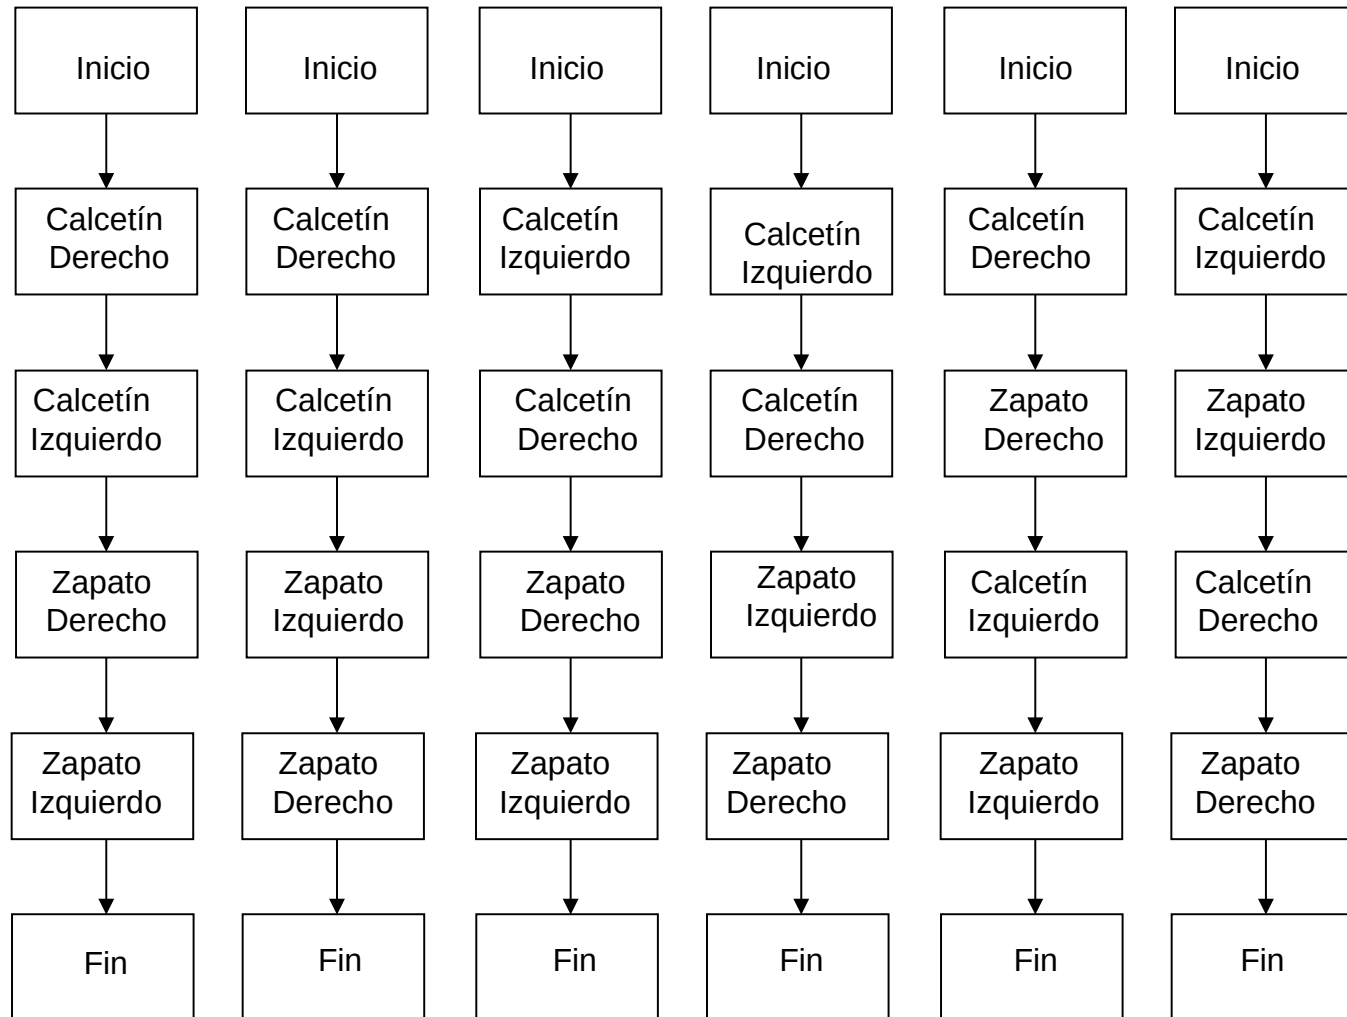 Inicio
Inicio
Inicio
Inicio
Inicio
Inicio
Calcetín
Derecho
Calcetín
Derecho
Calcetín
Izquierdo
Calcetín
Izquierdo
Calcetín
Derecho
Calcetín
Izquierdo
Calcetín
Izquierdo
Calcetín
Izquierdo
Calcetín
Derecho
Calcetín
Derecho
Zapato
Derecho
Zapato
Izquierdo
Zapato
Derecho
Zapato
Izquierdo
Zapato
Derecho
Zapato
Izquierdo
Calcetín
Izquierdo
Calcetín
Derecho
Zapato
Izquierdo
Zapato
Derecho
Zapato
Izquierdo
Zapato
Derecho
Zapato
Izquierdo
Zapato
Derecho
Fin
Fin
Fin
Fin
Fin
Fin